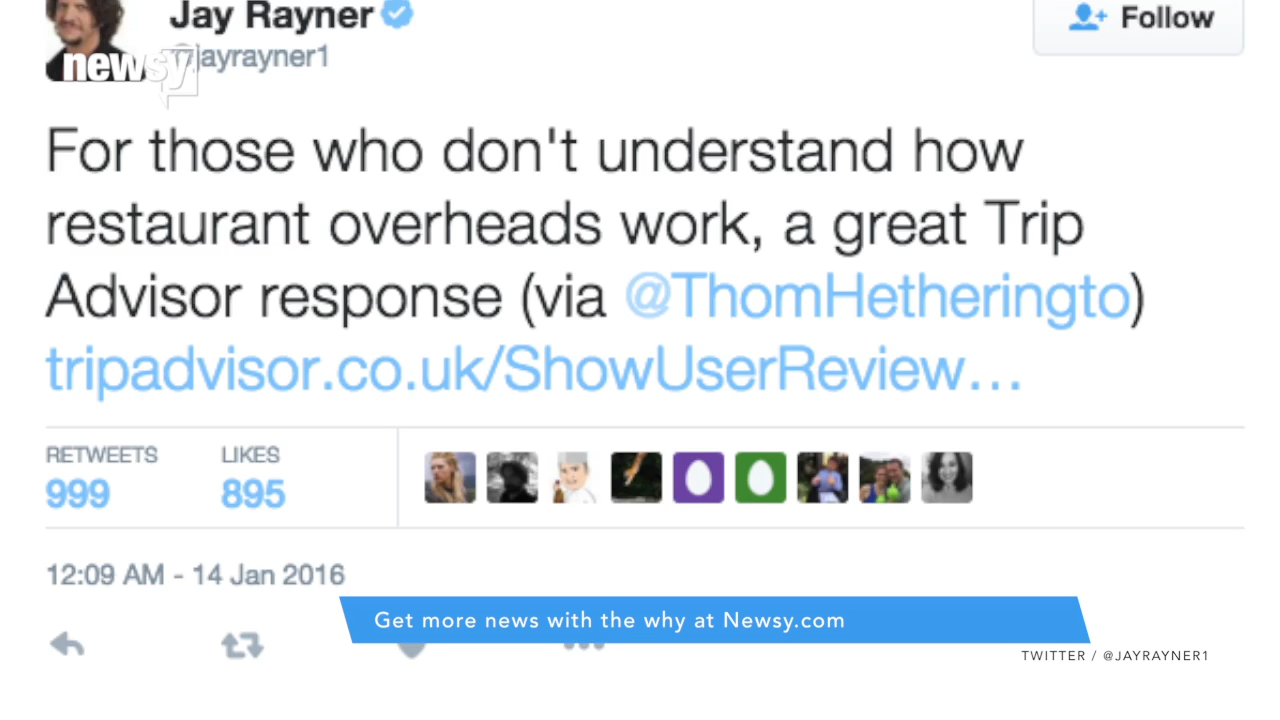 Jay Rayner
Follow
newsy
@jayrayner1
For those who don't understand how
restaurant overheads work, a great Trip
Advisor response (via @ThomHetheringto)
tripadvisor.co.uk/ShowUserReview…
RETWEETS LIKES
999 895
12:09 AM - 14 Jan 2016
Get more news with the why at Newsy.com
TWITTER / @JAYRAYNER1